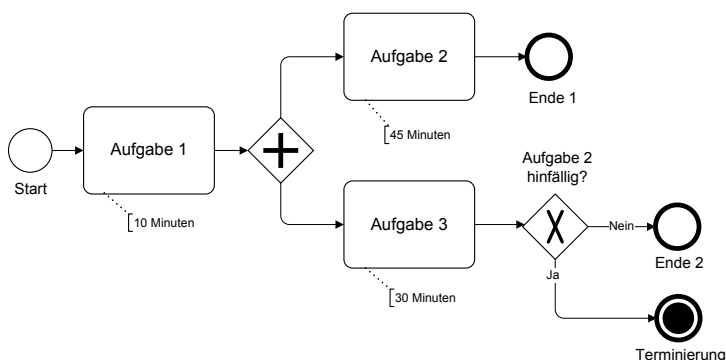 Start
Aufgabe 1
10 Minuten
Aufgabe 2
45 Minuten
Ende 1
Aufgabe 3
30 Minuten
Aufgabe 2
hinfällig?
Nein
Ende 2
Ja
Terminierung